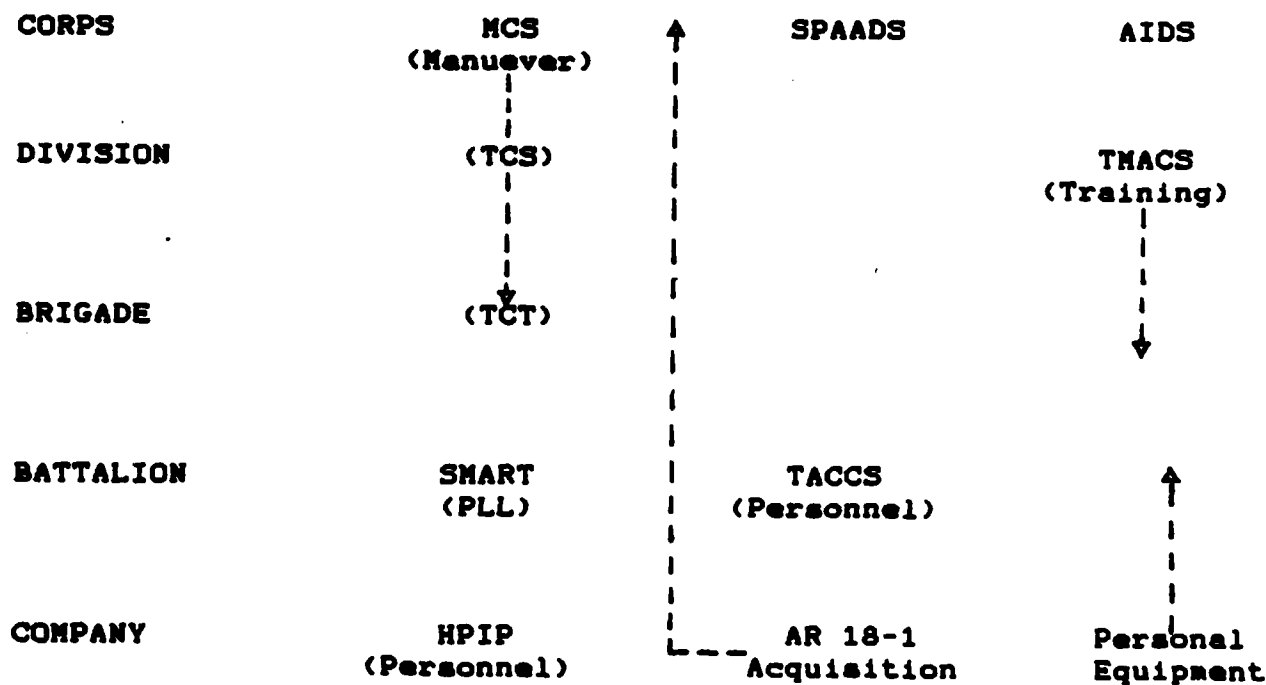 CORPS MCS SPAADS AIDS
(Manuever)
DIVISION (TCS) TMACS
(Training)
BRIGADE (TCT)
BATTALION SMART TACCS
(PLL) (Personnel)
COMPANY HPIP AR 18-1 Personal
(Personnel) Acquisition Equipment